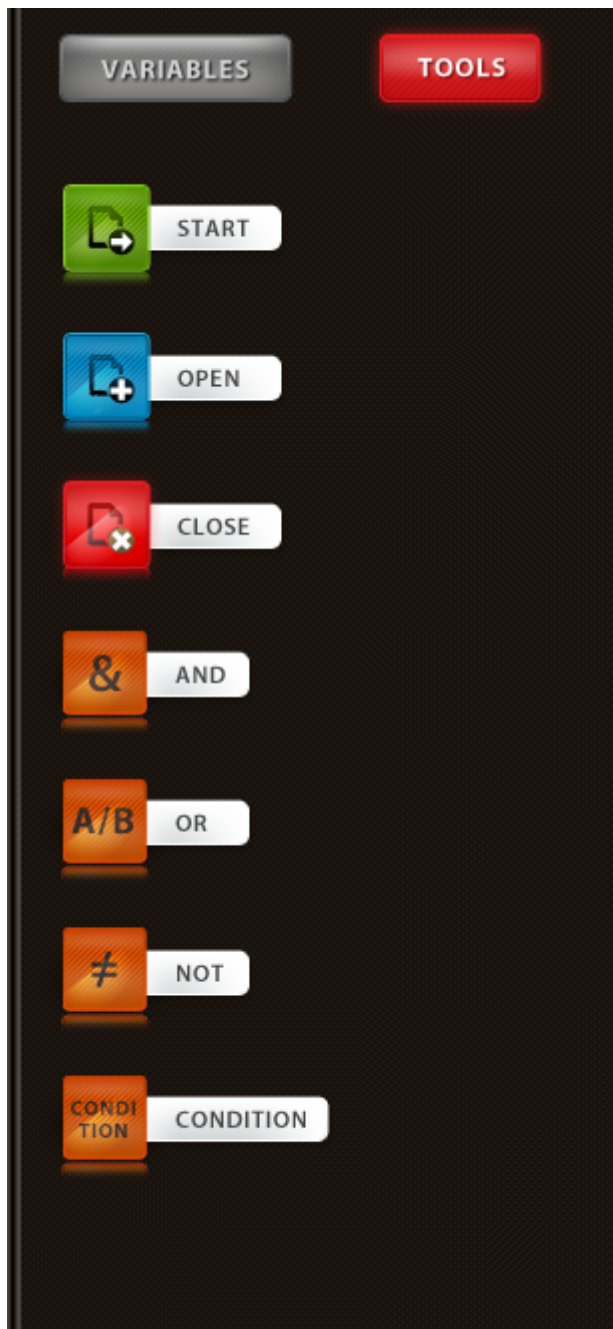 VARIABLES
TOOLS
START
OPEN
CLOSE
& AND
A/B OR
≠ NOT
CONDI
TION
CONDITION